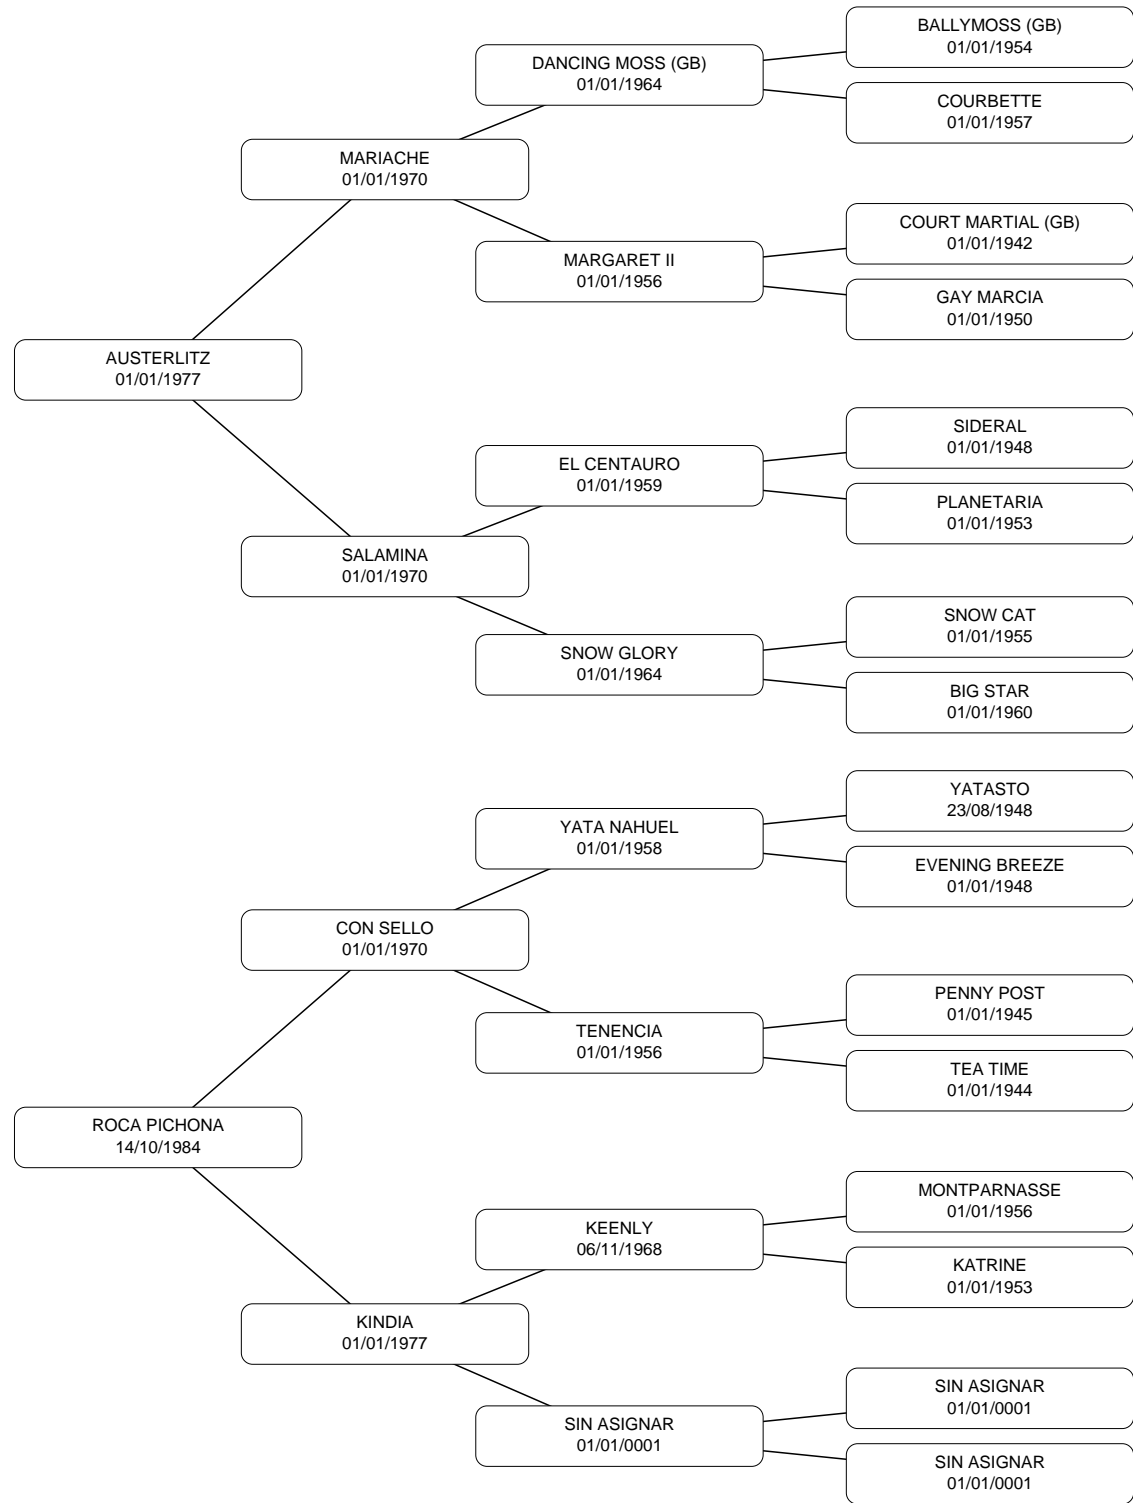 BALLYMOSS (GB)
01/01/1954
DANCING MOSS (GB)
01/01/1964
COURBETTE
01/01/1957
MARIACHE
01/01/1970
COURT MARTIAL (GB)
01/01/1942
MARGARET II
01/01/1956
GAY MARCIA
01/01/1950
AUSTERLITZ
01/01/1977
SIDERAL
01/01/1948
EL CENTAURO
01/01/1959
PLANETARIA
01/01/1953
SALAMINA
01/01/1970
SNOW CAT
01/01/1955
SNOW GLORY
01/01/1964
BIG STAR
01/01/1960
YATASTO
23/08/1948
YATA NAHUEL
01/01/1958
EVENING BREEZE
01/01/1948
CON SELLO
01/01/1970
PENNY POST
01/01/1945
TENENCIA
01/01/1956
TEA TIME
01/01/1944
ROCA PICHONA
14/10/1984
MONTPARNASSE
01/01/1956
KEENLY
06/11/1968
KATRINE
01/01/1953
KINDIA
01/01/1977
SIN ASIGNAR
01/01/0001
SIN ASIGNAR
01/01/0001
SIN ASIGNAR
01/01/0001